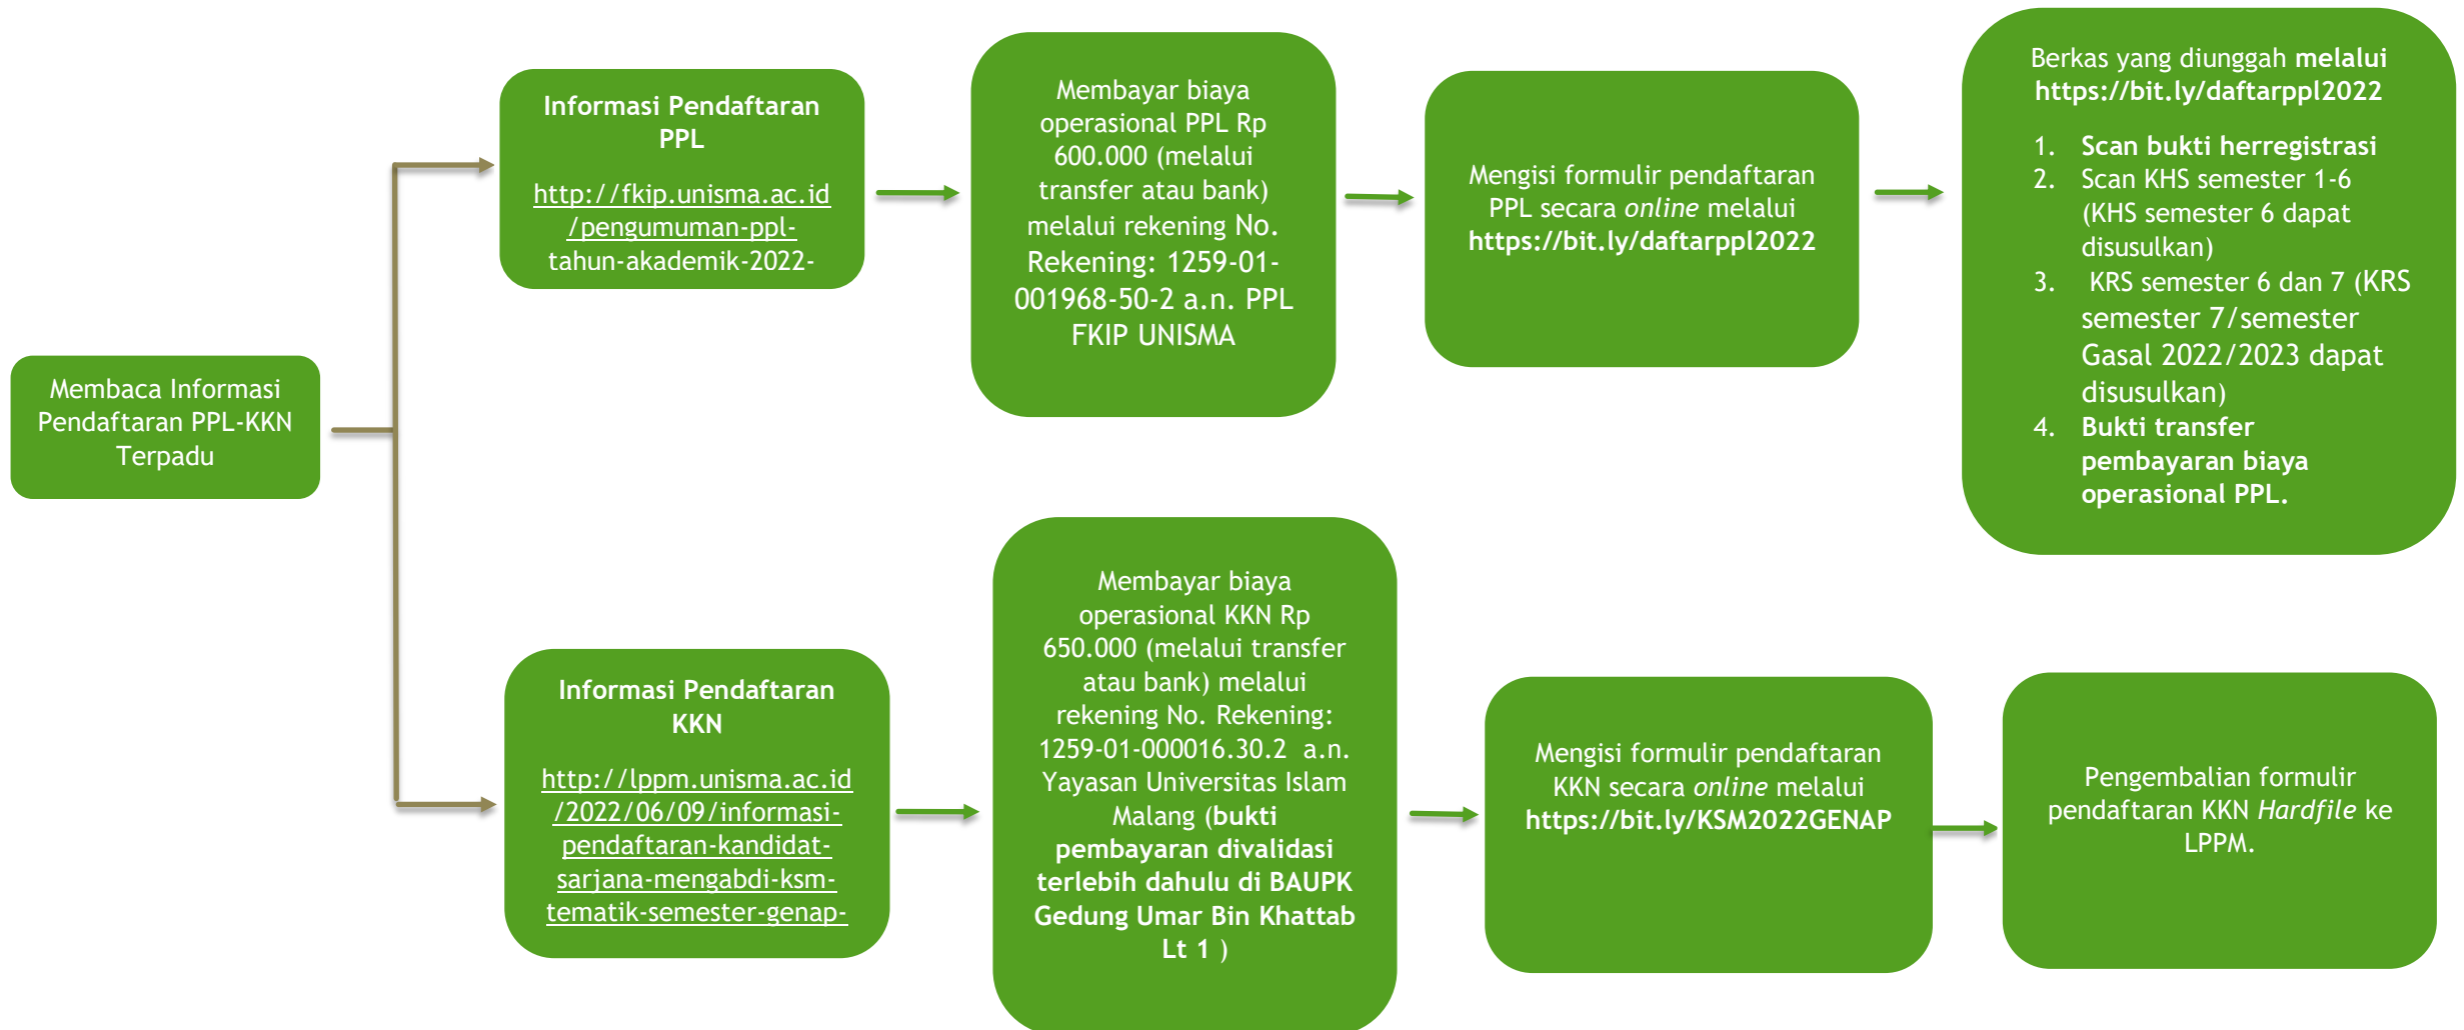 Membaca Informasi
Pendaftaran PPL-KKN
Terpadu
Informasi Pendaftaran
PPL
http://fkip.unisma.ac.id
/pengumuman-ppl-
tahun-akademik-2022-
Membayar biaya
operasional PPL Rp
600.000 (melalui
transfer atau bank)
melalui rekening No.
Rekening: 1259-01-
001968-50-2 a.n. PPL
FKIP UNISMA
Mengisi formulir pendaftaran
PPL secara online melalui
https://bit.ly/daftarppl2022
Berkas yang diunggah melalui
https://bit.ly/daftarppl2022
1. Scan bukti herregistrasi
2. Scan KHS semester 1-6
(KHS semester 6 dapat
disusulkan)
3. KRS semester 6 dan 7 (KRS
semester 7/semester
Gasal 2022/2023 dapat
disusulkan)
4. Bukti transfer
pembayaran biaya
operasional PPL.
Informasi Pendaftaran
KKN
http://lppm.unisma.ac.id
/2022/06/09/informasi-
pendaftaran-kandidat-
sarjana-mengabdi-ksm-
tematik-semester-genap-
Membayar biaya
operasional KKN Rp
650.000 (melalui transfer
atau bank) melalui
rekening No. Rekening:
1259-01-000016.30.2 a.n.
Yayasan Universitas Islam
Malang (bukti
pembayaran divalidasi
terlebih dahulu di BAUPK
Gedung Umar Bin Khattab
Lt 1 )
Mengisi formulir pendaftaran
KKN secara online melalui
https://bit.ly/KSM2022GENAP
Pengembalian formulir
pendaftaran KKN Hardfile ke
LPPM.